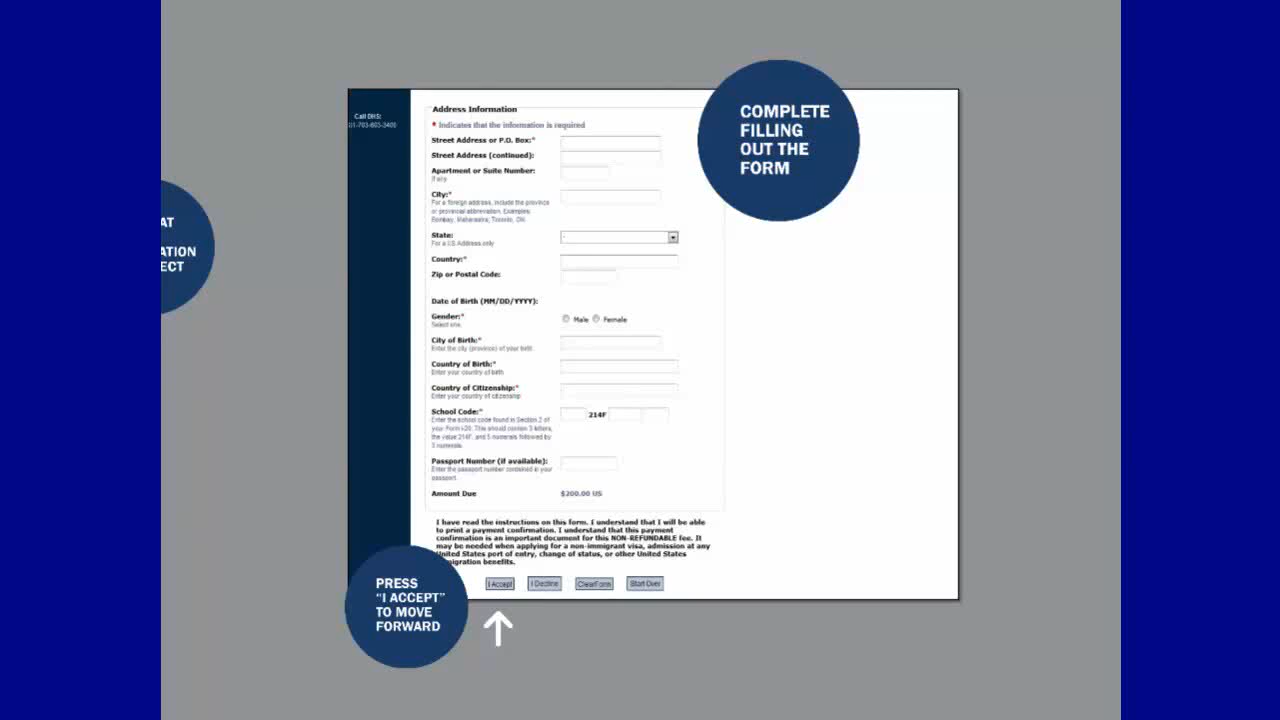 COMPLETE
FILLING
OUT THE
FORM
AT
ATION
ECT
Call DHS:
01-703-603-3400
Address Information
* Indicates that the information is required
Street Address or P.O. Box:*
Street Address (continued):
Apartment or Suite Number:
If any
City:*
For a foreign address, include the province
or provincial abbreviation. Examples:
Bombay, Maharastra; Toronto, ON.
State:
For a US Address only
-
Country:*
Zip or Postal Code:
Date of Birth (MM/DD/YYYY):
Gender:*
Select one.
Male Female
City of Birth:*
Enter the city (province) of your birth
Country of Birth:*
Enter your country of birth
Country of Citizenship:*
Enter your country of citizenship
School Code:*
214F
Enter the school code found in Section 2 of
your Form I-20. This should contain 3 letters,
the value 214F, and 5 numerals followed by
3 numerals.
Passport Number (if available):
Enter the passport number contained in your
passport.
Amount Due $200.00 US
I have read the instructions on this form. I understand that I will be able
to print a payment confirmation. I understand that this payment
confirmation is an important document for this NON-REFUNDABLE fee. It
may be needed when applying for a non-immigrant visa, admission at any
United States port of entry, change of status, or other United States
migration benefits.
I Accept I Decline ClearForm Start Over
PRESS
“I ACCEPT”
TO MOVE
FORWARD